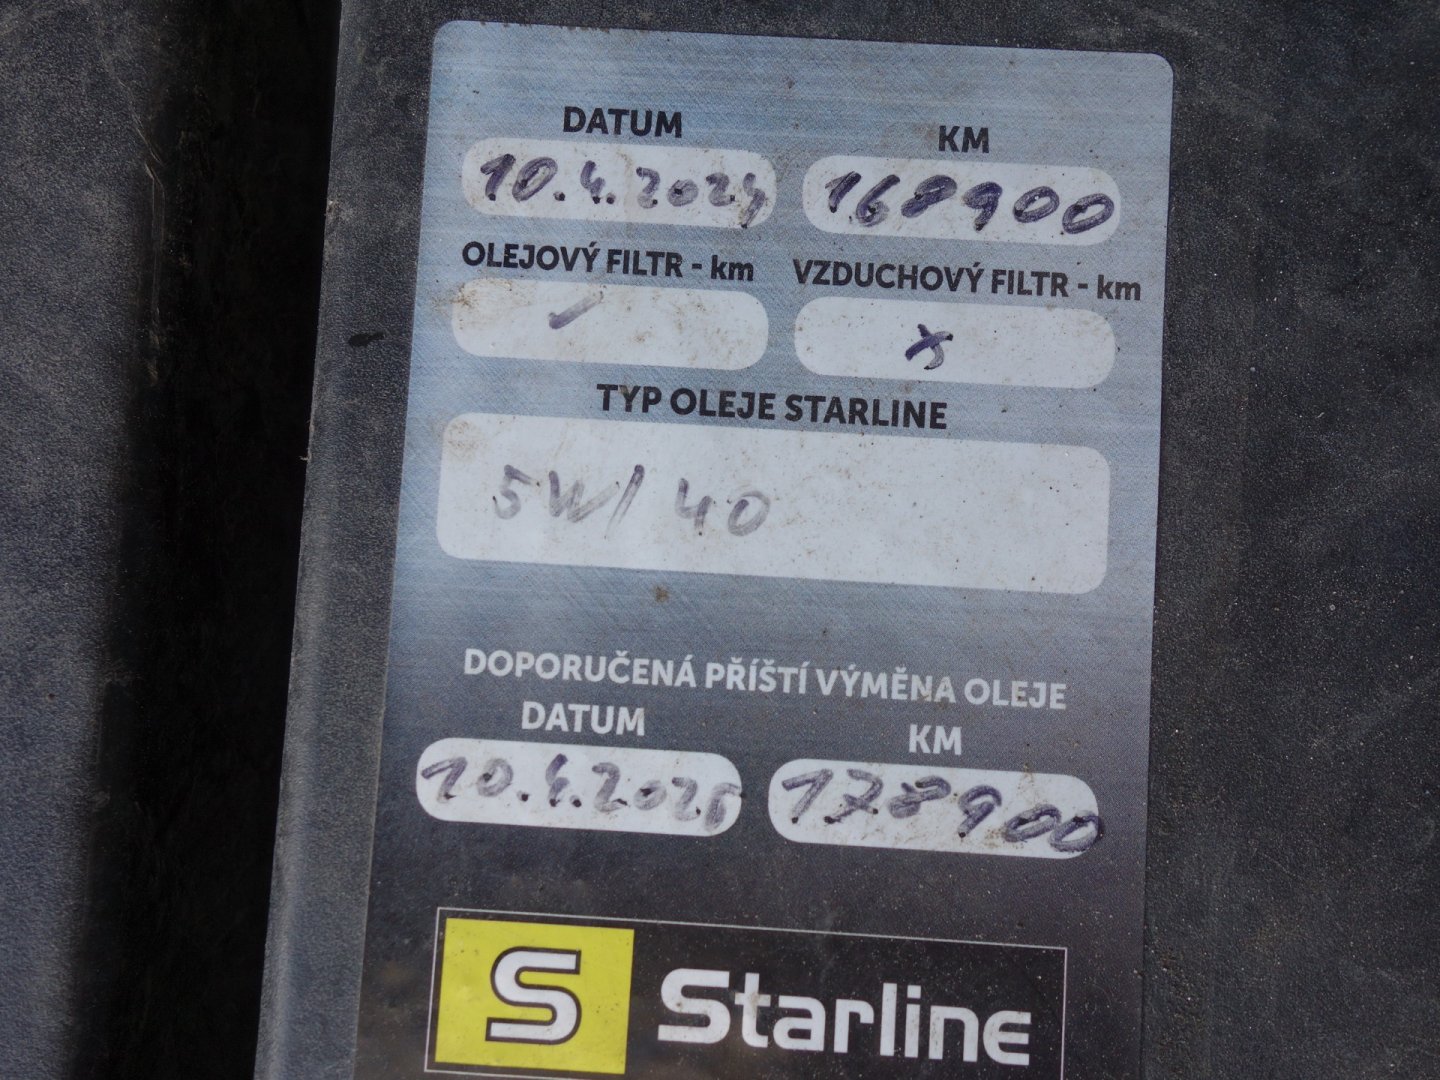 DATUM KM
10.4.2024 168900
OLEJOVÝ FILTR - km VZDUCHOVÝ FILTR - km
✓ x
TYP OLEJE STARLINE
5W/40
DOPORUČENÁ PŘÍŠTÍ VÝMĚNA OLEJE
DATUM KM
10.4.2025 178900
S Starline